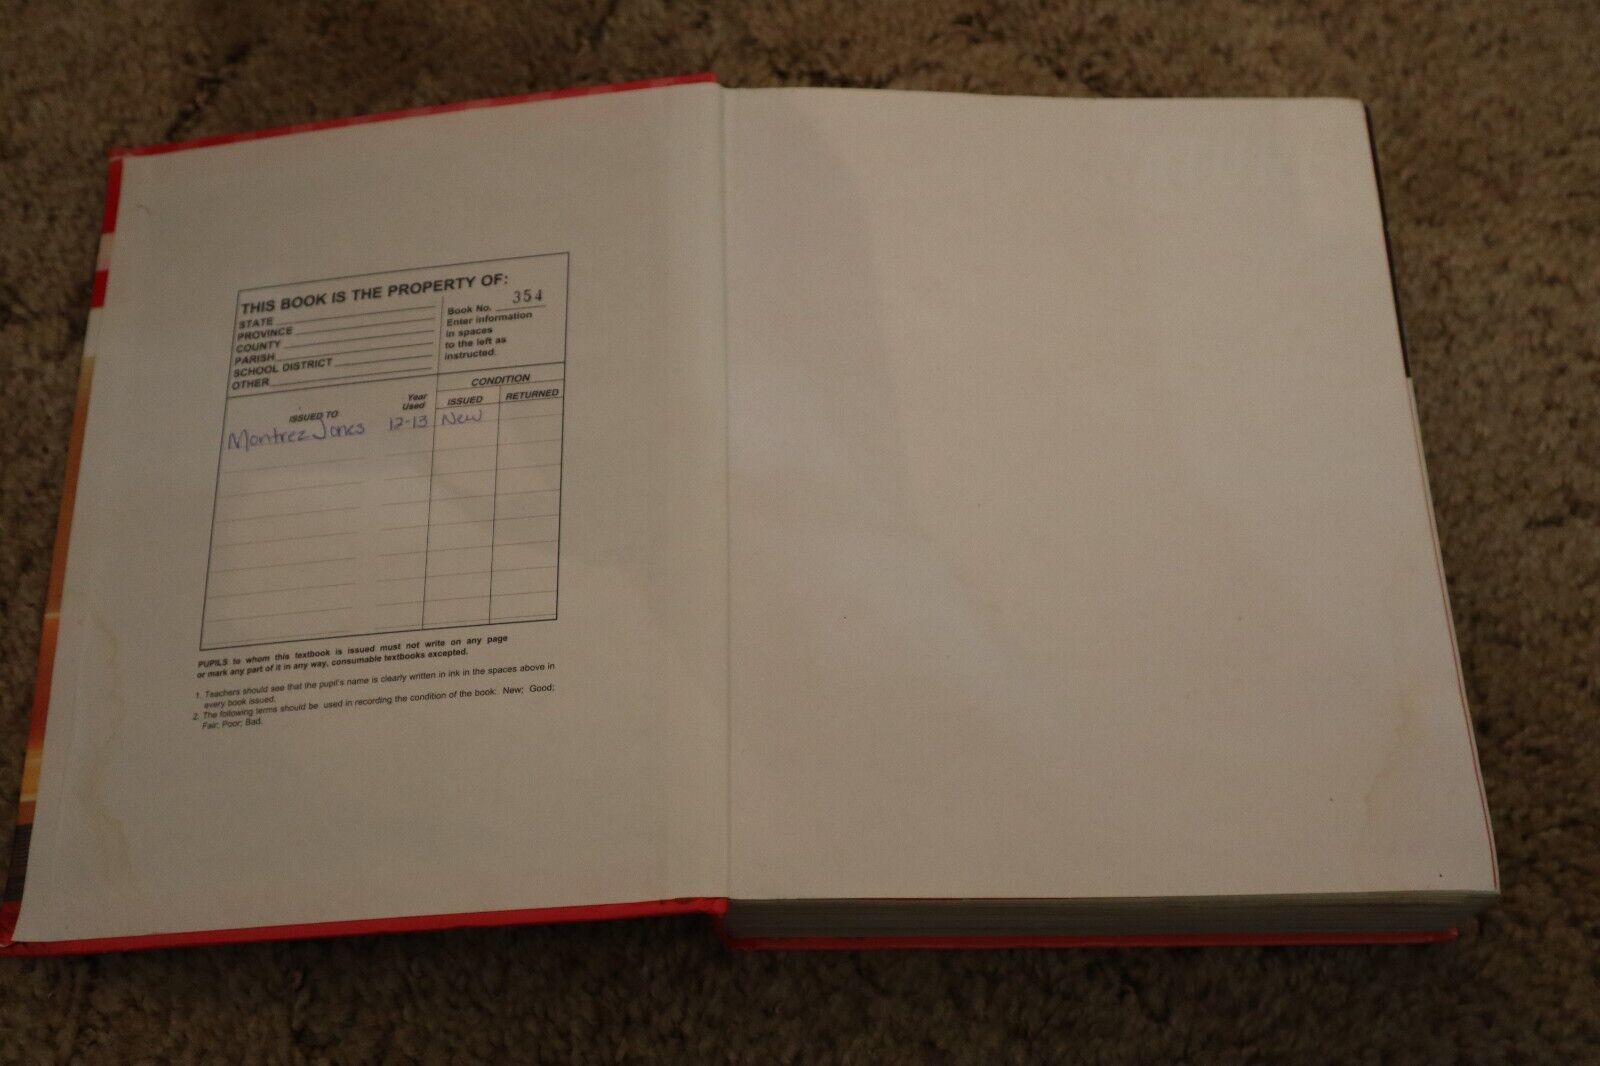 THIS BOOK IS THE PROPERTY OF:
STATE
PROVINCE
COUNTY
PARISH
SCHOOL DISTRICT
OTHER
Book No. 354
Enter information
in spaces
to the left as
instructed.
CONDITION
ISSUED TO
Year
Used
ISSUED
RETURNED
Montrez Jones 12-13 New
PUPILS to whom this textbook is issued must not write on any page
or mark any part of it in any way, consumable textbooks excepted.
1. Teachers should see that the pupil's name is clearly written in ink in the spaces above in
every book issued.
2. The following terms should be used in recording the condition of the book: New; Good;
Fair; Poor; Bad.